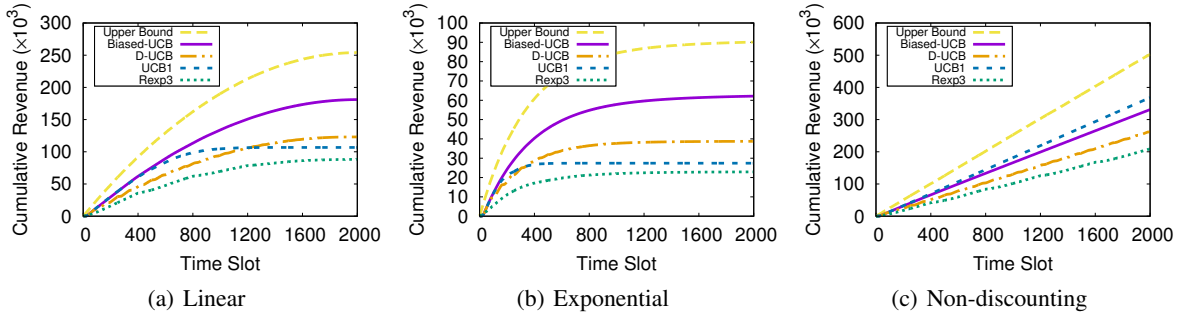 Cumulative Revenue (×10³)
300
250
200
150
100
50
0
Upper Bound
Biased-UCB
D-UCB
UCB1
Rexp3
0 400 800 1200 1600 2000
Time Slot
(a) Linear
Cumulative Revenue (×10³)
100
90
80
70
60
50
40
30
20
10
0
Upper Bound
Biased-UCB
D-UCB
UCB1
Rexp3
0 400 800 1200 1600 2000
Time Slot
(b) Exponential
Cumulative Revenue (×10³)
600
500
400
300
200
100
0
Upper Bound
Biased-UCB
D-UCB
UCB1
Rexp3
0 400 800 1200 1600 2000
Time Slot
(c) Non-discounting